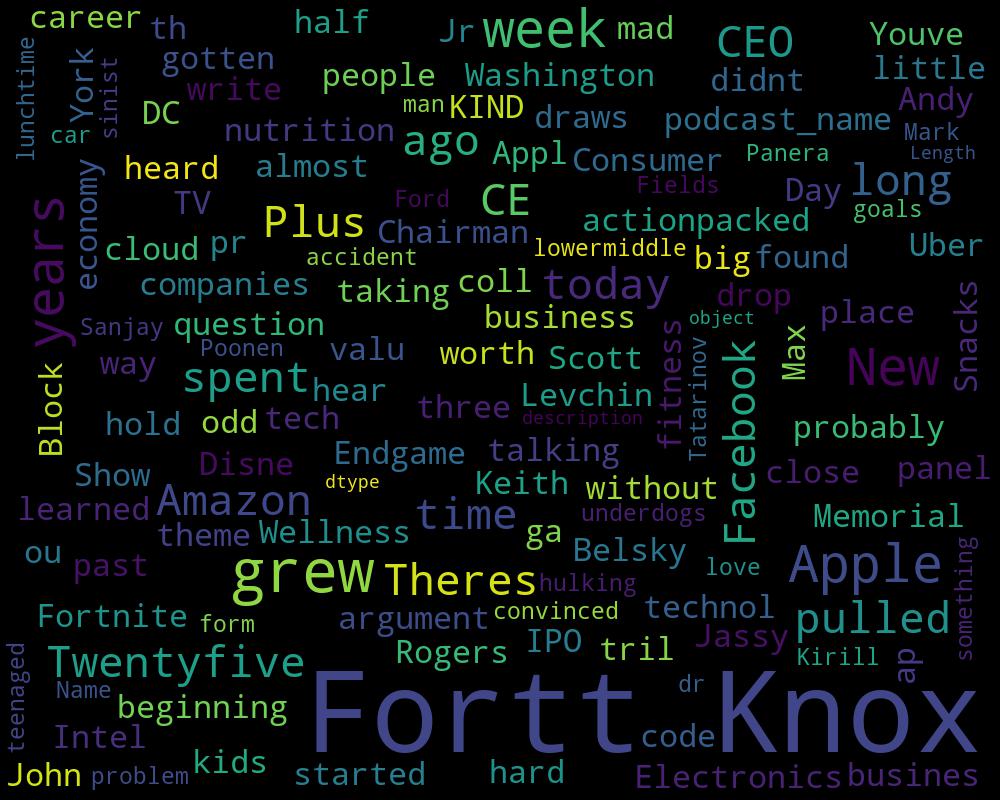 career th half Jr week mad CEO Youve
lunchtime York sinist gotten people Washington didnt little
write man KIND draws podcast_name Andy
car DC nutrition ago Appl Consumer Panera Mark Length
heard almost Ford CE Fields Day long
economy TV Plus Chairman actionpacked goals
years cloud pr accident lowermiddle big found Uber
companies taking coll today drop place Snacks
Sanjay question business object
way Poonen valu worth Scott fitness Tatarinov Facebook Max New
Block spent hear Levchin
hold odd tech three description probably
Show Disne Endgame talking close panel
learned Amazon dtype Keith without
theme Wellness time ga underdogs Memorial
ou past grew Theres hulking Belsky love Apple something
Fortnite form argument convinced technol pulled
teenaged Twentyfive Rogers IPO tril Jassy Kirill ap
Name beginning Fortt Knox dr
Intel code
John problem kids started hard Electronics busines